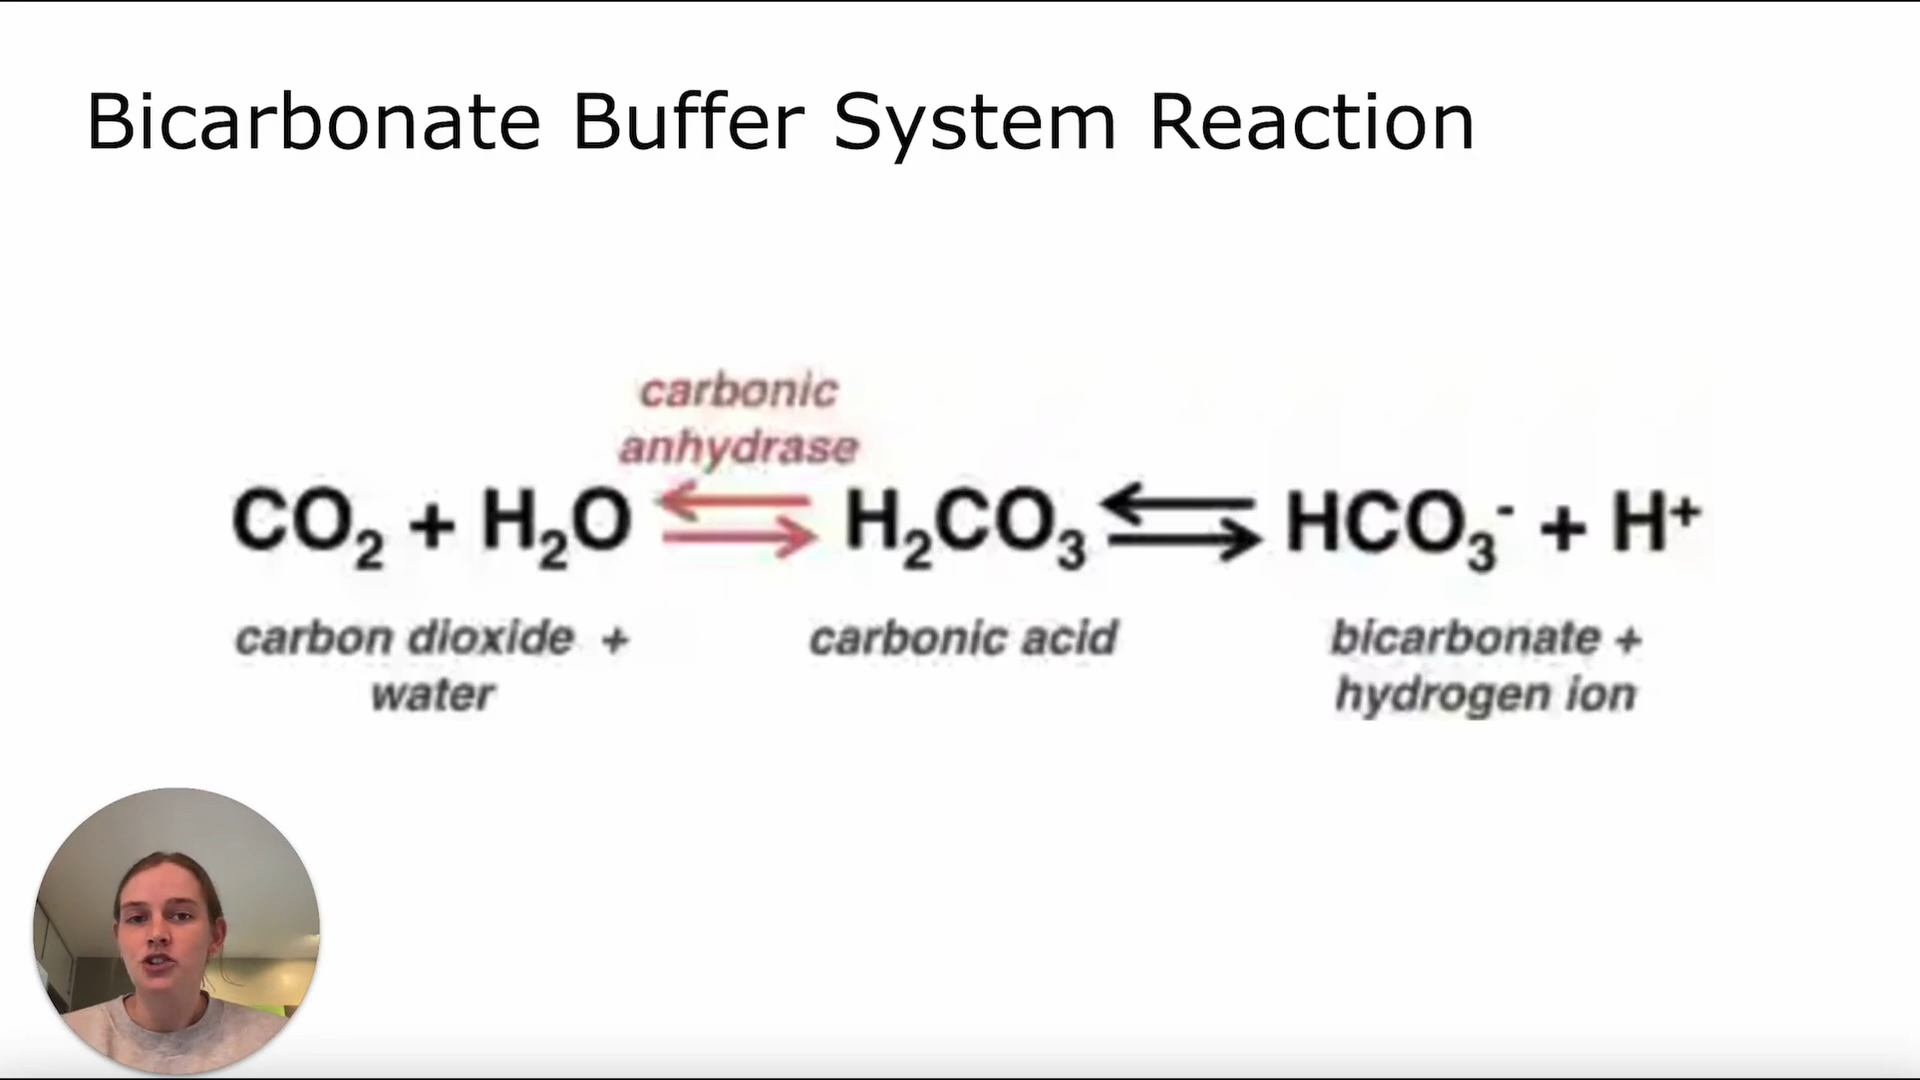 Bicarbonate Buffer System Reaction
carbonic
anhydrase
CO₂ + H₂O ⇌ H₂CO₃ ⇌ HCO₃⁻ + H⁺
carbon dioxide + carbonic acid bicarbonate +
water hydrogen ion